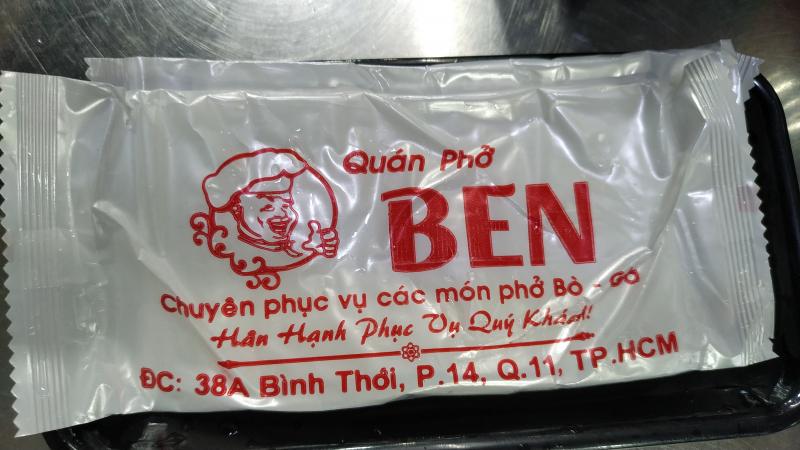 Quán Phở
BEN
Chuyên phục vụ các món phở Bò - Gà
Hân Hạnh Phục Vụ Quý Khách!
ĐC: 38A Bình Thới, P.14, Q.11, TP.HCM